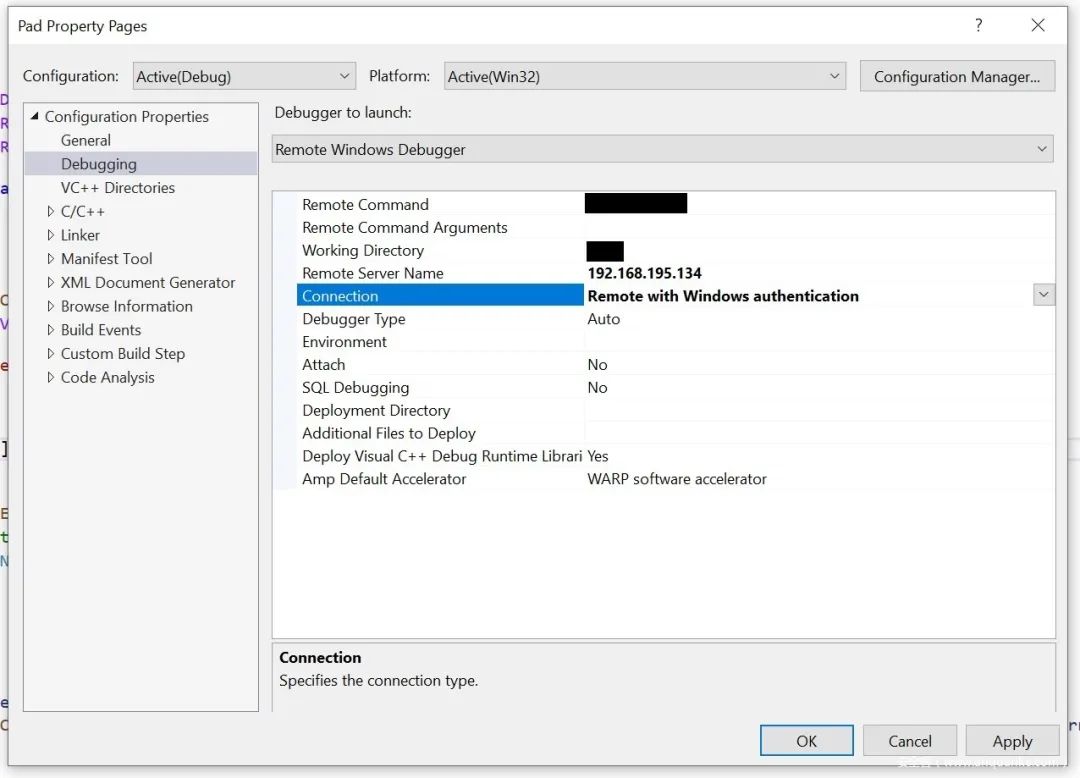 Pad Property Pages
?
Configuration: Active(Debug) Platform: Active(Win32) Configuration Manager...
Configuration Properties
General
Debugging
VC++ Directories
C/C++
Linker
Manifest Tool
XML Document Generator
Browse Information
Build Events
Custom Build Step
Code Analysis
Debugger to launch:
Remote Windows Debugger
Remote Command
Remote Command Arguments
Working Directory
Remote Server Name 192.168.195.134
Connection Remote with Windows authentication
Debugger Type Auto
Environment
Attach No
SQL Debugging No
Deployment Directory
Additional Files to Deploy
Deploy Visual C++ Debug Runtime Librari Yes
Amp Default Accelerator WARP software accelerator
Connection
Specifies the connection type.
OK Cancel Apply